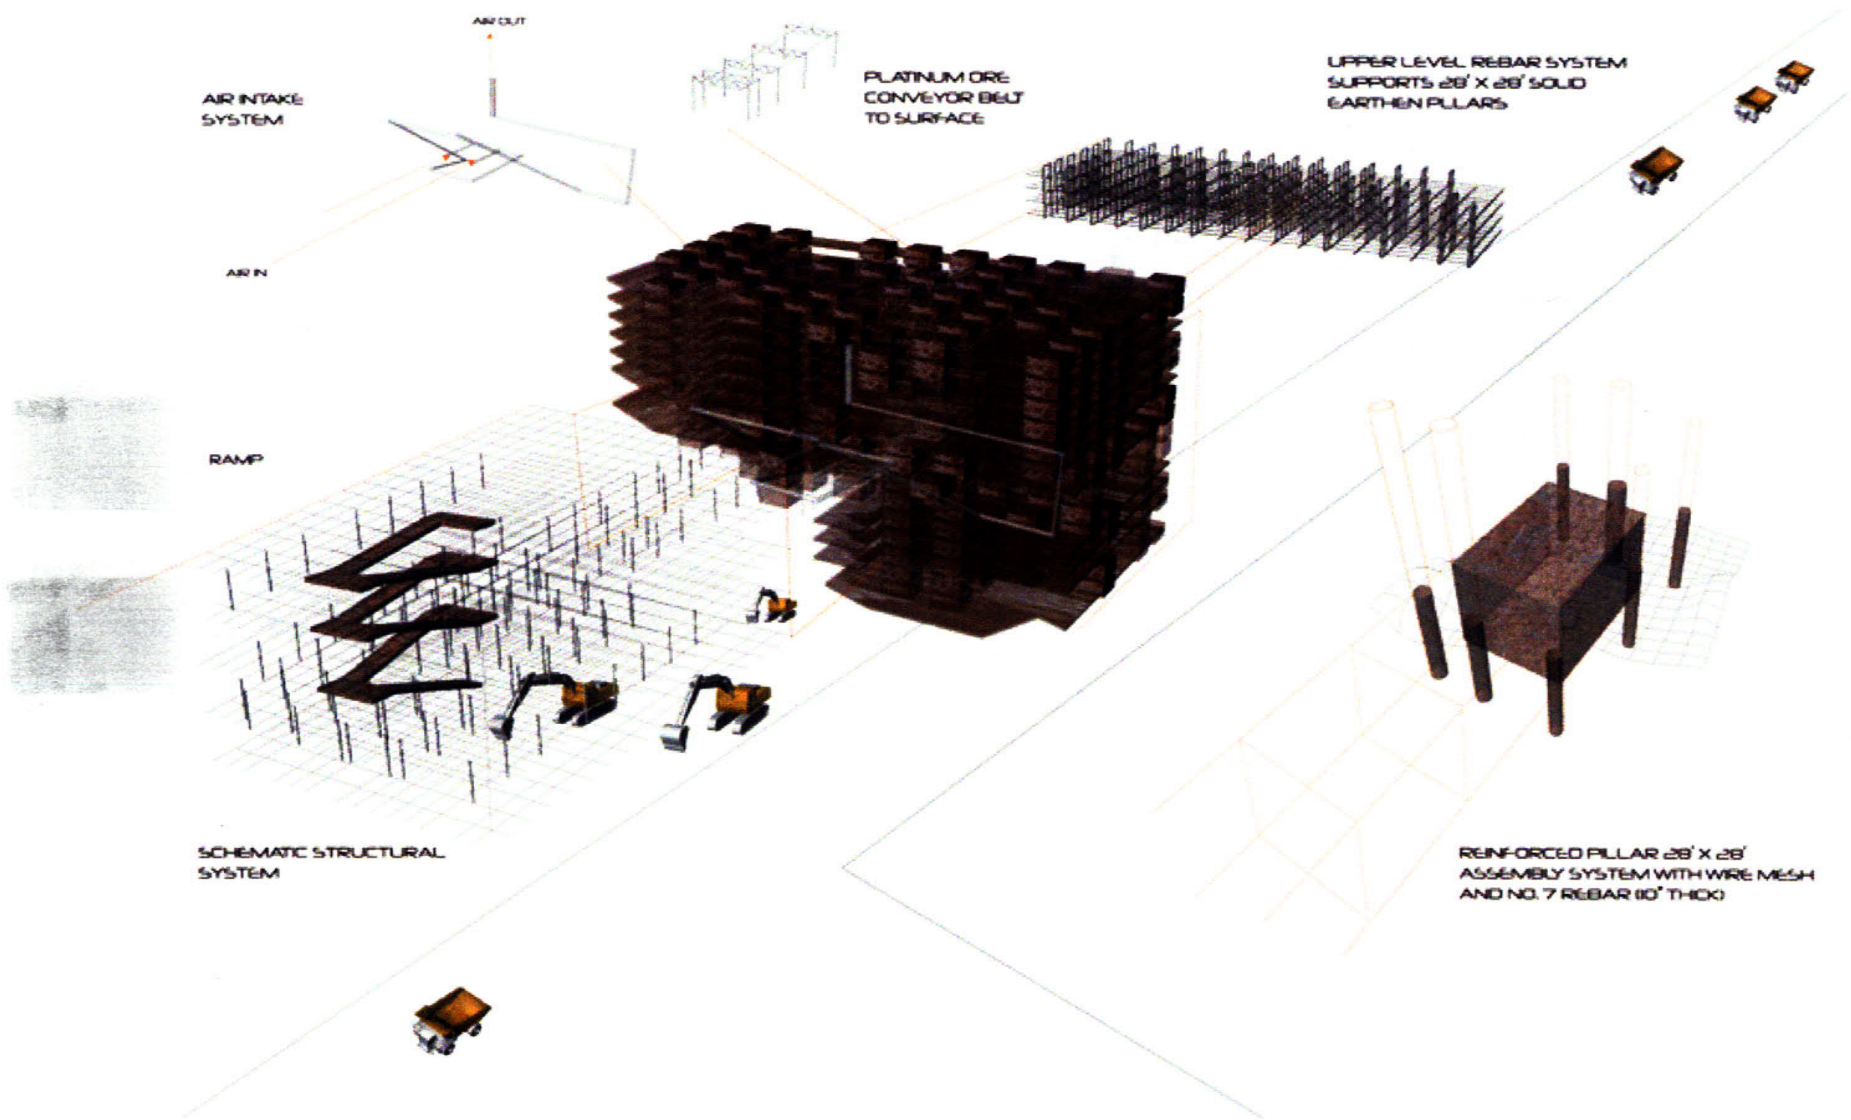 AIR OUT
AIR INTAKE
SYSTEM
PLATINUM ORE
CONVEYOR BELT
TO SURFACE
UPPER LEVEL REBAR SYSTEM
SUPPORTS 28' X 28' SOLID
EARTHEN PILLARS
AIR IN
RAMP
SCHEMATIC STRUCTURAL
SYSTEM
REINFORCED PILLAR 28' X 28'
ASSEMBLY SYSTEM WITH WIRE MESH
AND NO. 7 REBAR (10" THICK)